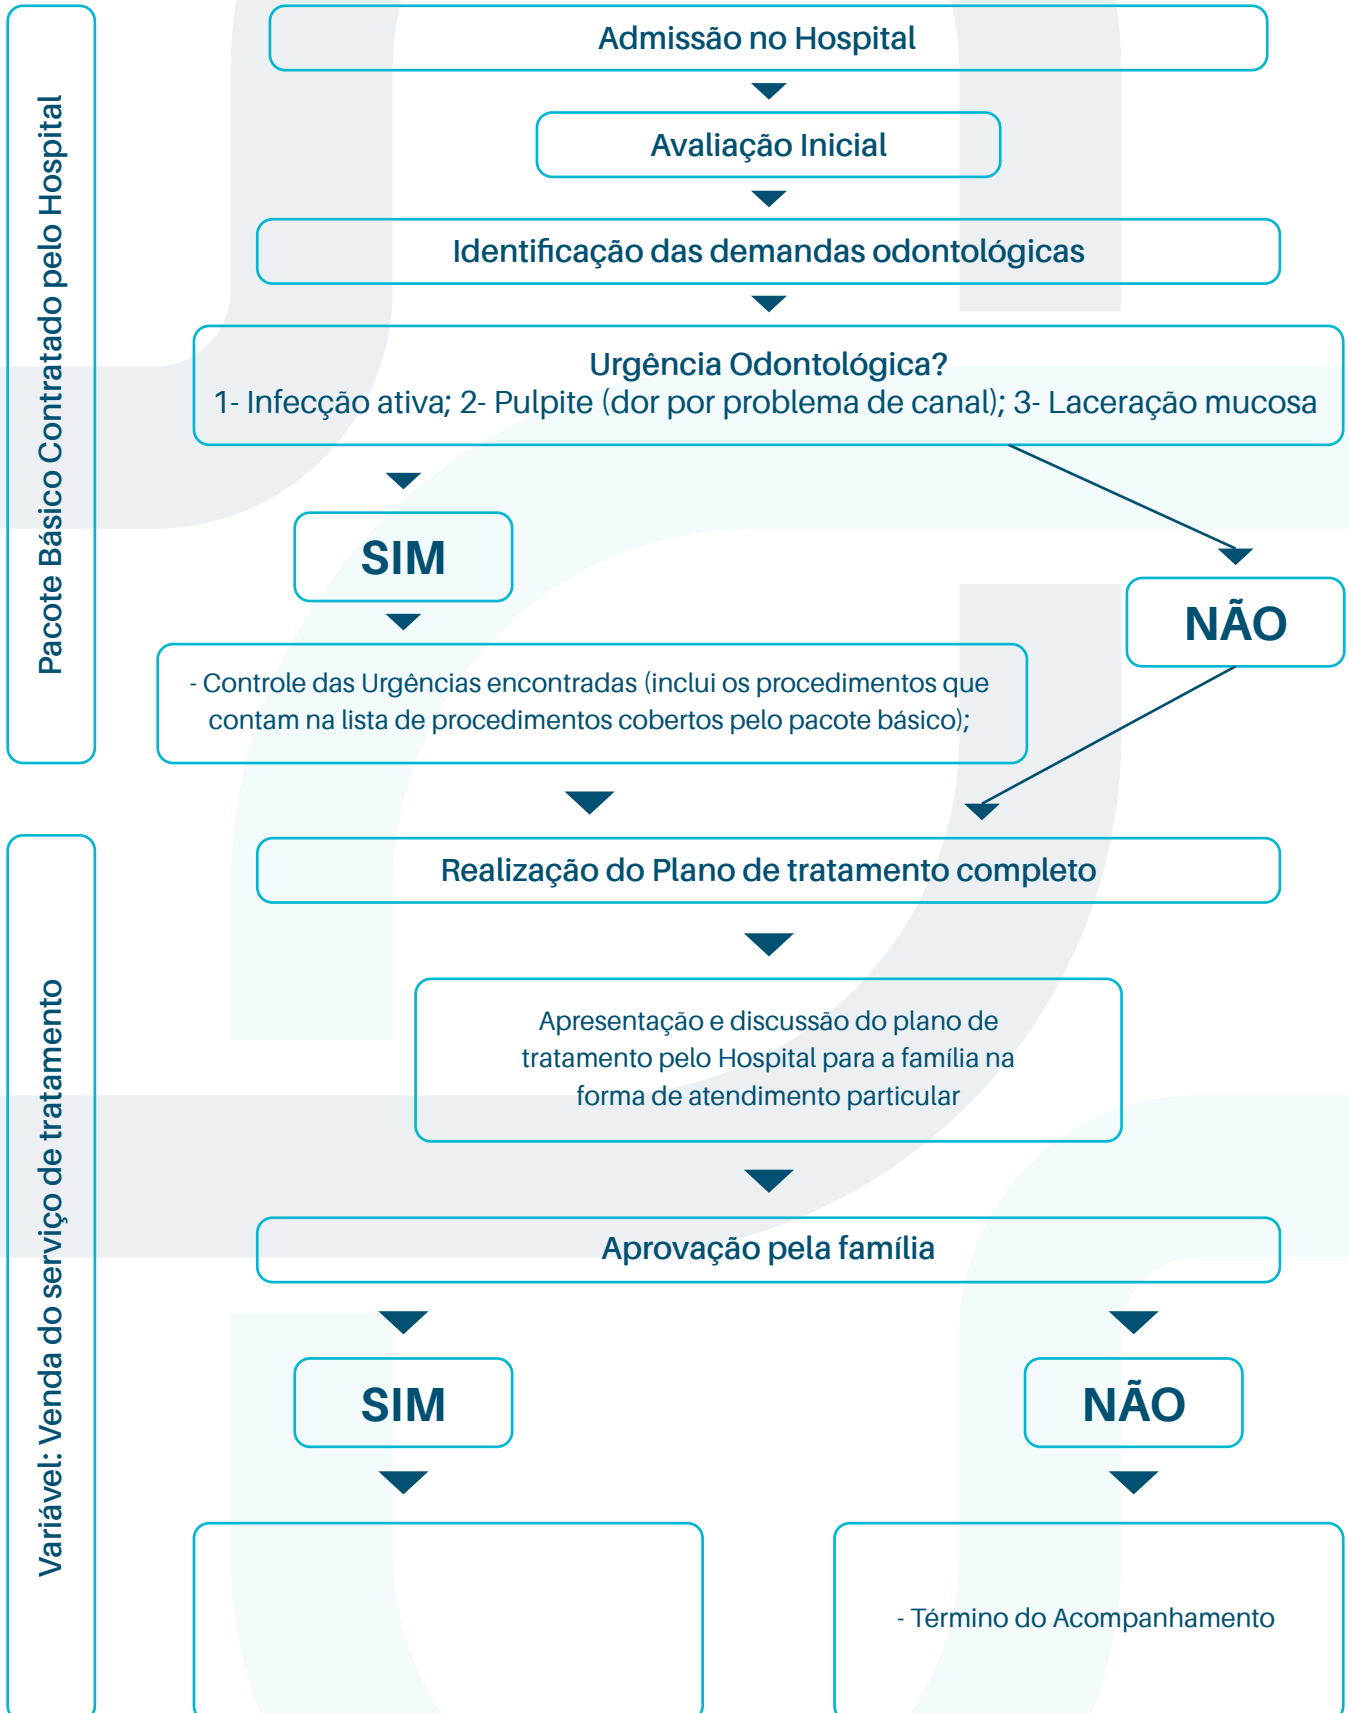 Pacote Básico Contratado pelo Hospital
Admissão no Hospital
Avaliação Inicial
Identificação das demandas odontológicas
Urgência Odontológica?
1- Infecção ativa; 2- Pulpite (dor por problema de canal); 3- Laceração mucosa
SIM
NÃO
- Controle das Urgências encontradas (inclui os procedimentos que
contam na lista de procedimentos cobertos pelo pacote básico);
Variável: Venda do serviço de tratamento
Realização do Plano de tratamento completo
Apresentação e discussão do plano de
tratamento pelo Hospital para a família na
forma de atendimento particular
Aprovação pela família
SIM
NÃO
- Término do Acompanhamento